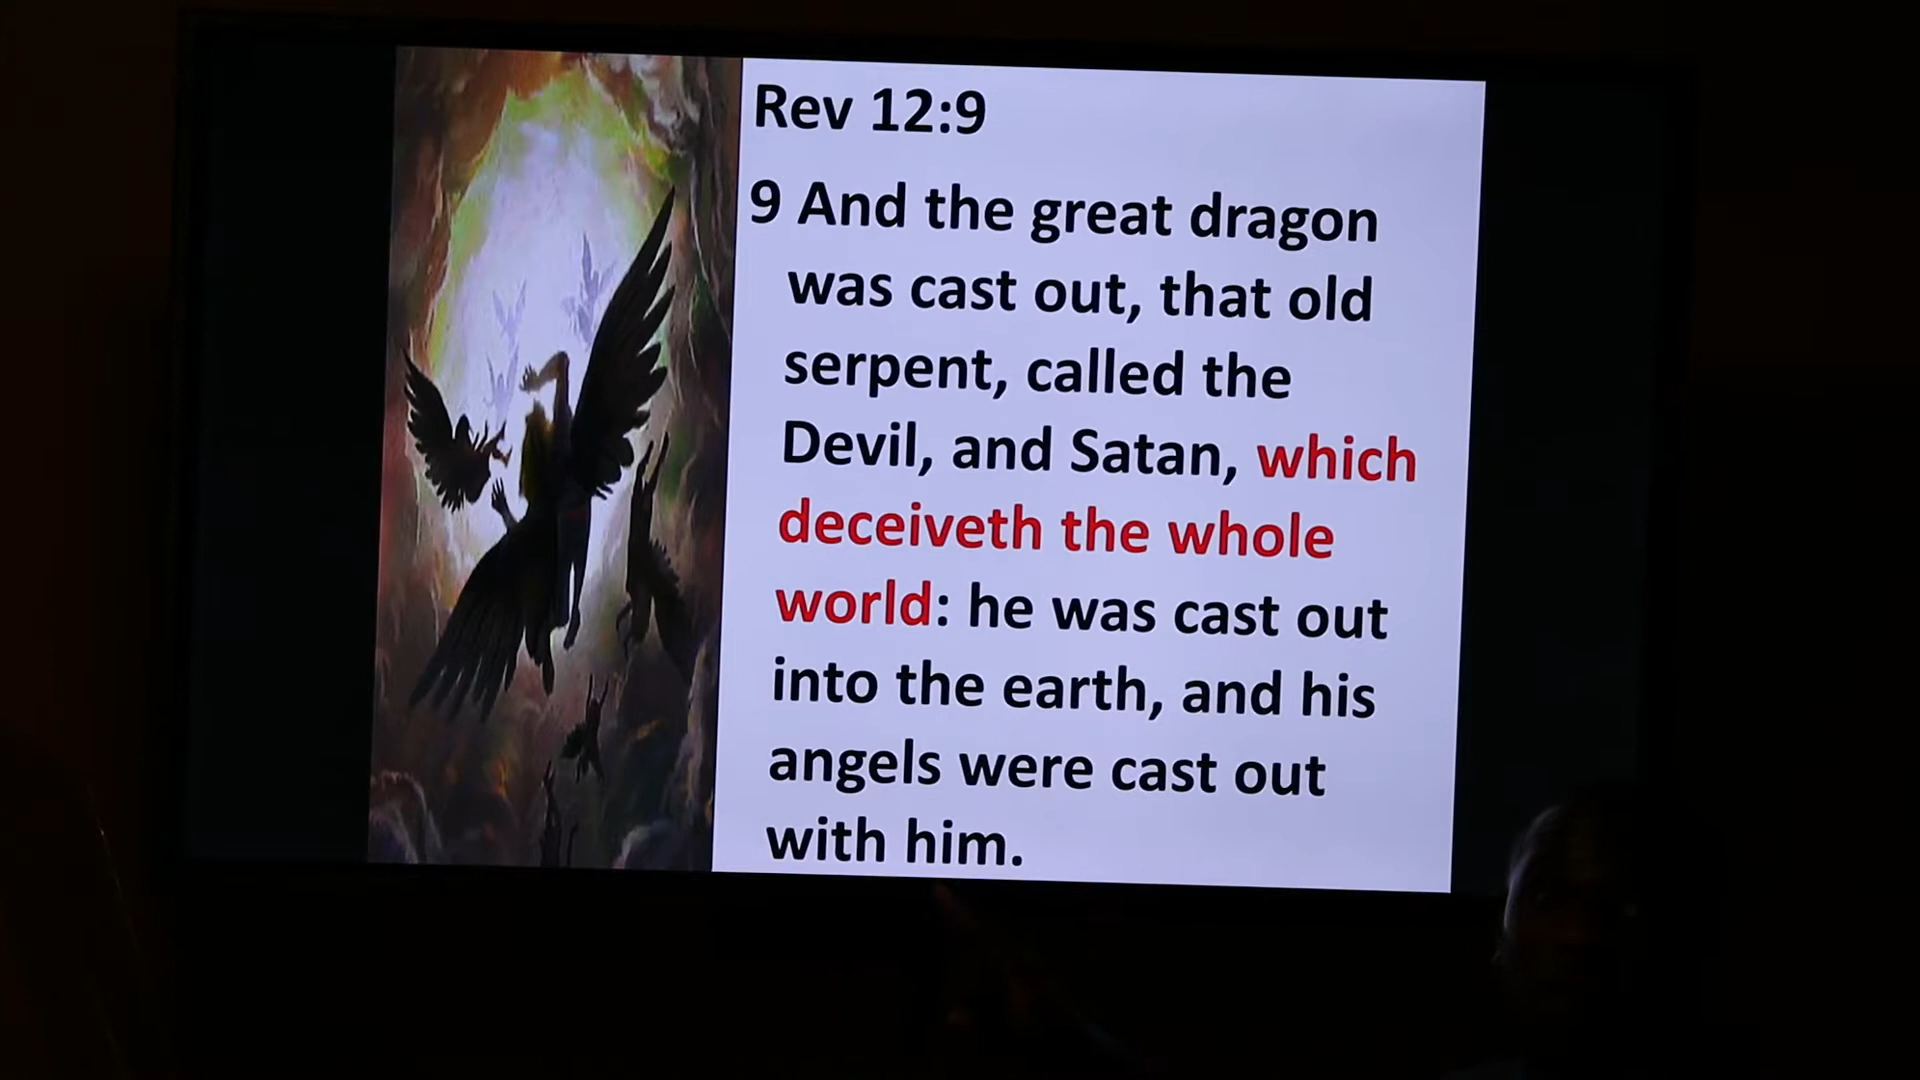 Rev 12:9
9 And the great dragon
was cast out, that old
serpent, called the
Devil, and Satan, which
deceiveth the whole
world: he was cast out
into the earth, and his
angels were cast out
with him.